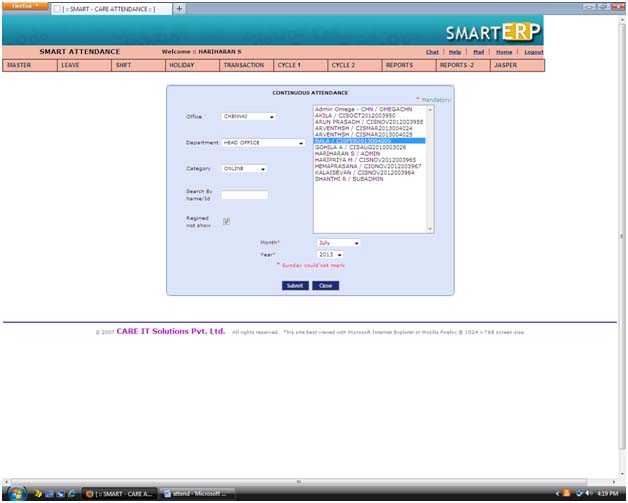 Firefox
[ :: SMART - CARE ATTENDANCE :: ]
+
SMARTERP
SMART ATTENDANCE Welcome :: HARIHARAN S Chat | Help | Mail | Home | Logout
MASTER LEAVE SHIFT HOLIDAY TRANSACTION CYCLE 1 CYCLE 2 REPORTS REPORTS -2 JASPER
CONTINUOUS ATTENDANCE
* Mandatory
Office CHENNAI
Department HEAD OFFICE
Category ONLINE
Search By
Name/Id
Regined
not show
Admin Omega - CHN / OMEGACHN
AKILA / CISOCT2012003950
ARUN PRASADH / CISNOV2012003958
ARVENTHSH / CISMAR2013004024
ARVENTHSH / CISMAR2013004025
GOHILA A / CISAUG2010003026
HARIHARAN S / ADMIN
HARIPRIYA M / CISNOV2012003965
HEMAPRASANA / CIONOV2012003967
KALAISEVAN / CISNOV2012003964
SHANTHI R / SUBADMIN
Month* July
Year* 2013
* Sunday could'not mark
Submit Close
© 2007 CARE IT Solutions Pvt. Ltd. All rights reserved. This site best viewed with Microsoft Internet Explorer or Mozilla Firefox @ 1024 x 768 screen size.
[ :: SMART - CARE A... attend - Microsoft ... 4:19 PM